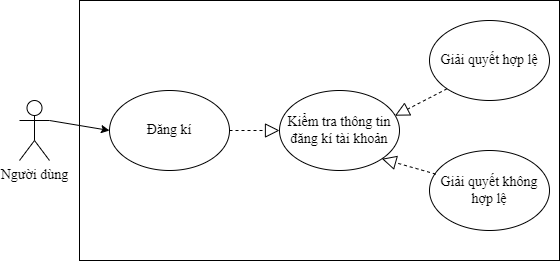 Giải quyết hợp lệ
Kiểm tra thông tin
đăng kí tài khoản
Đăng kí
Người dùng
Giải quyết không
hợp lệ